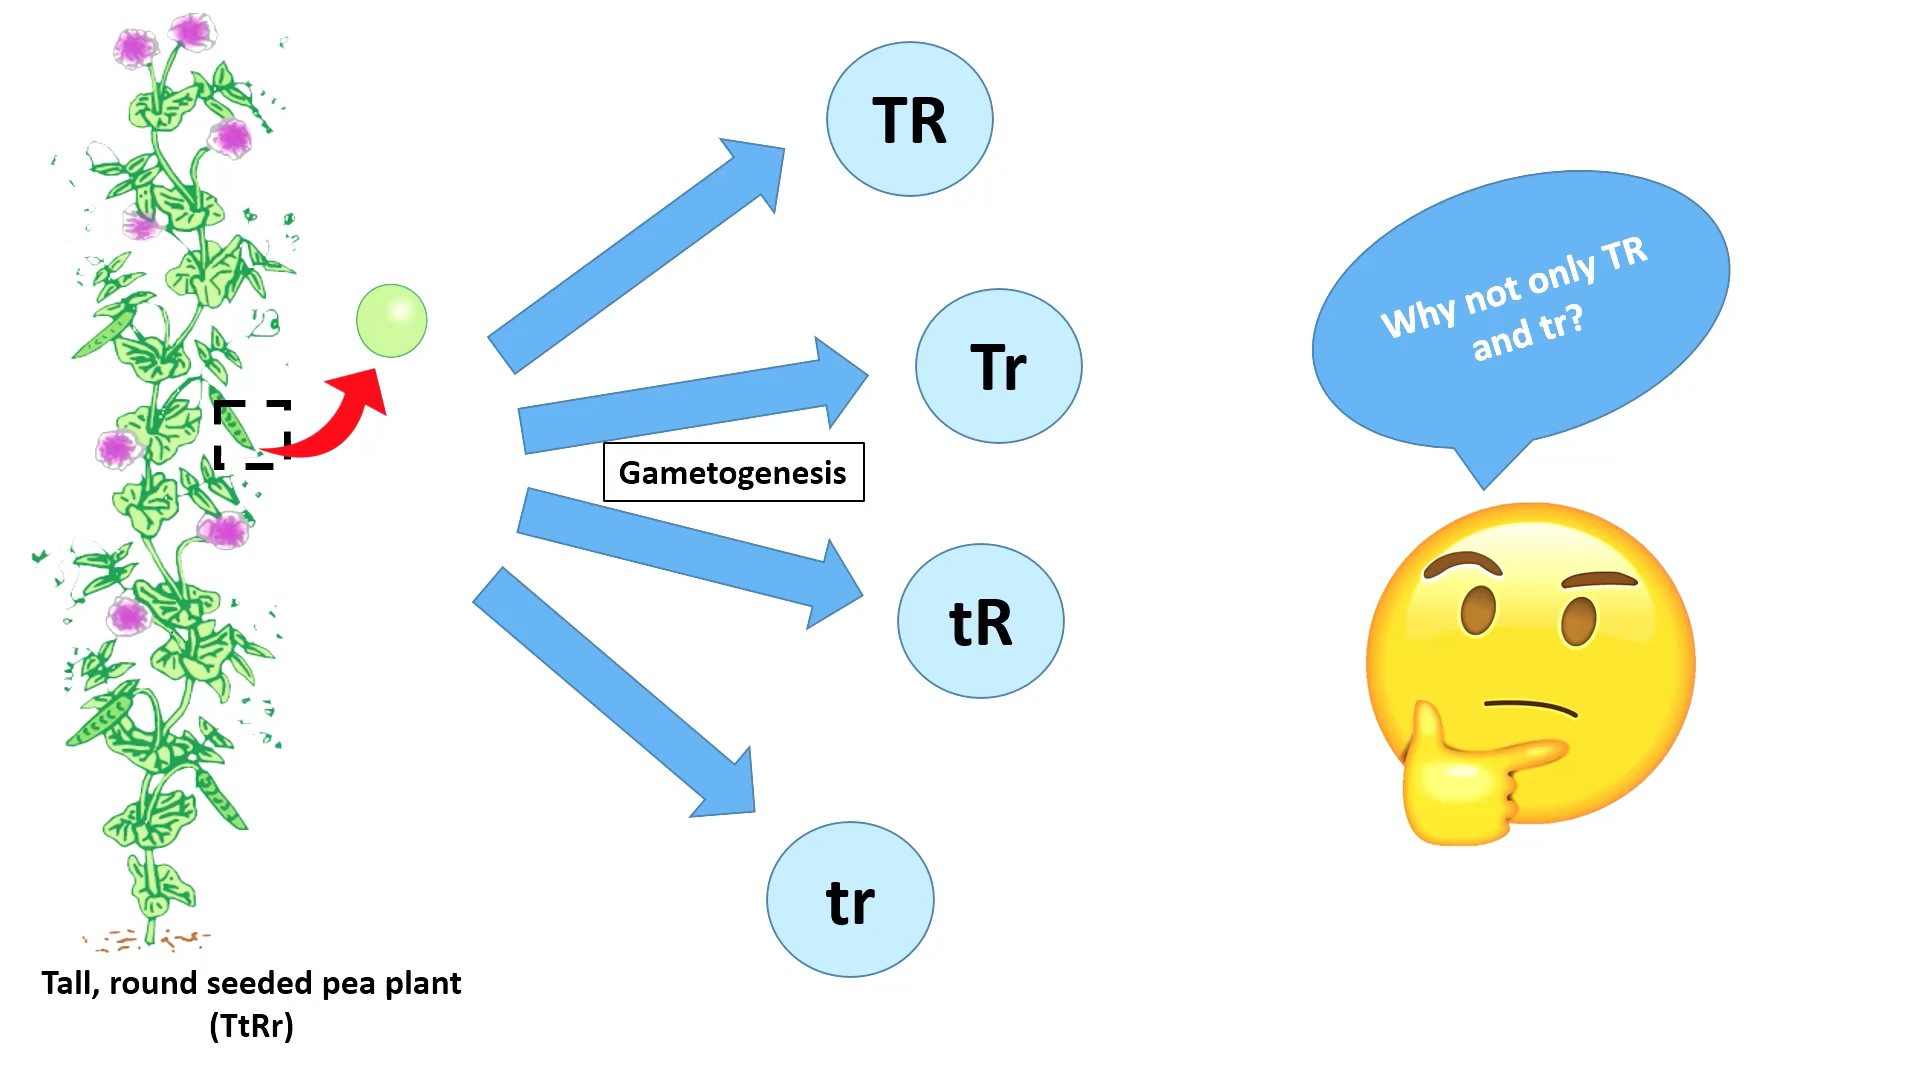 TR
Tr
Gametogenesis
tR
tr
Tall, round seeded pea plant
(TtRr)
Why not only TR
and tr?